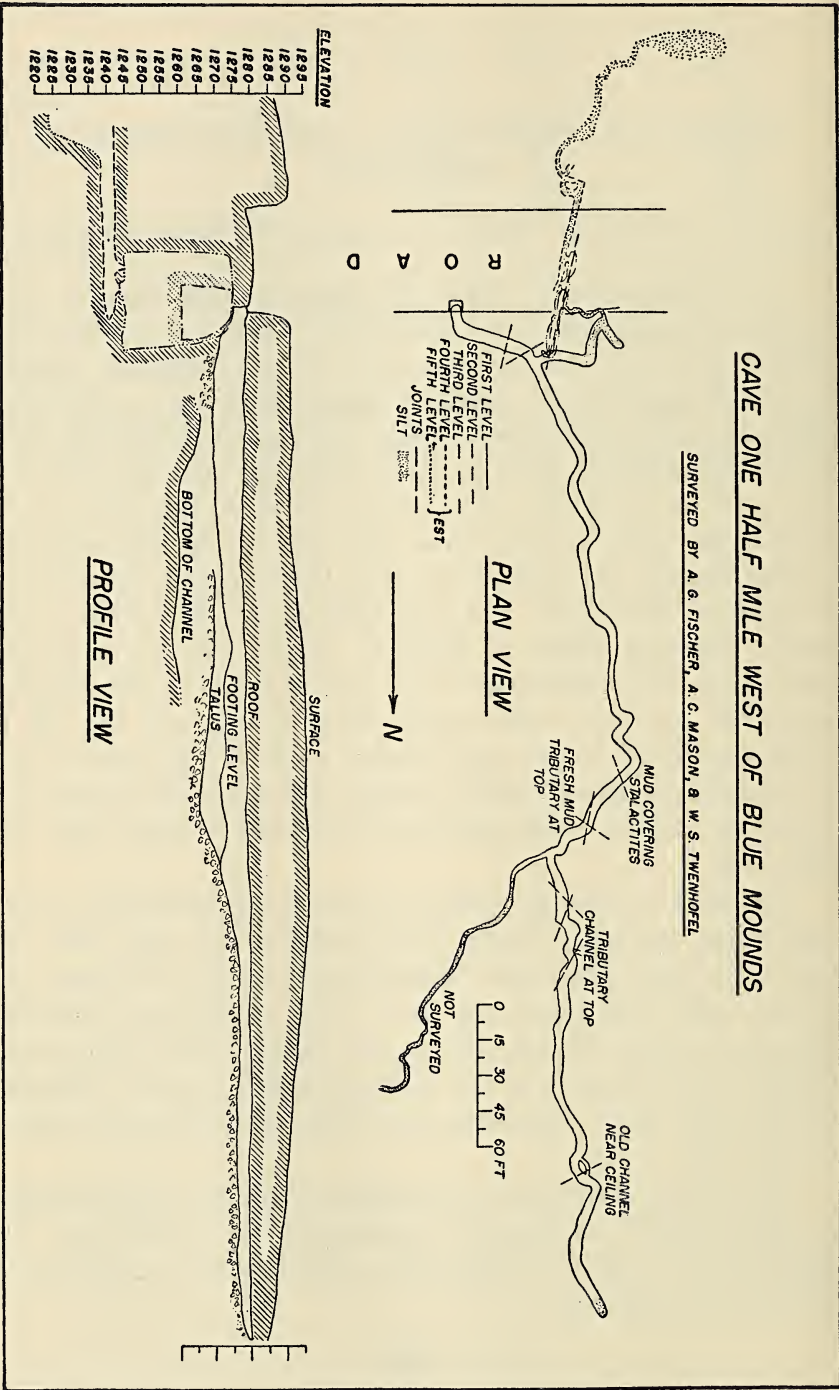 CAVE ONE HALF MILE WEST OF BLUE MOUNDS
SURVEYED BY A. G. FISCHER, A. C. MASON, & W. S. TWENHOFEL
OLD CHANNEL
NEAR CEILING
TRIBUTARY
CHANNEL AT TOP
MUD COVERING
STALACTITES
FRESH MUD
TRIBUTARY AT
TOP
ROAD
FIRST LEVEL
SECOND LEVEL
THIRD LEVEL
FOURTH LEVEL
FIFTH LEVEL
EST
JOINTS
SILT
PLAN VIEW
0 15 30 45 60 FT
NOT
SURVEYED
N
ELEVATION
1295
1290
1285
1280
1275
1270
1265
1260
1255
1250
1245
1240
1235
1230
1225
1220
SURFACE
ROOF
FOOTING LEVEL
TALUS
BOTTOM OF CHANNEL
PROFILE VIEW